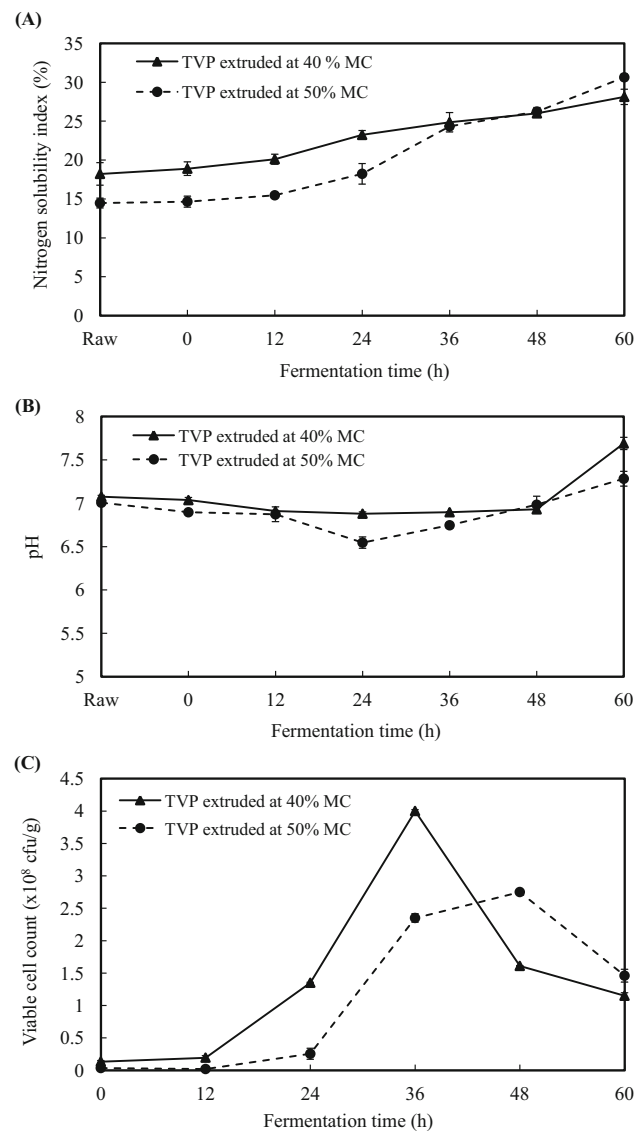 (A)
35
30
25
20
15
10
5
0
Nitrogen solubility index (%)
TVP extruded at 40 % MC
TVP extruded at 50% MC
Raw 0 12 24 36 48 60
Fermentation time (h)
(B)
8
7.5
7
6.5
6
5.5
5
pH
TVP extruded at 40% MC
TVP extruded at 50% MC
Raw 0 12 24 36 48 60
Fermentation time (h)
(C)
4.5
4
3.5
3
2.5
2
1.5
1
0.5
0
Viable cell count (x10⁸ cfu/g)
TVP extruded at 40% MC
TVP extruded at 50% MC
0 12 24 36 48 60
Fermentation time (h)